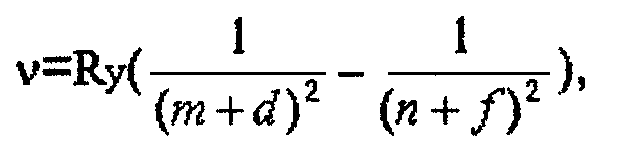 ν=Ry( 1/(m+d)² − 1/(n+f)² ),